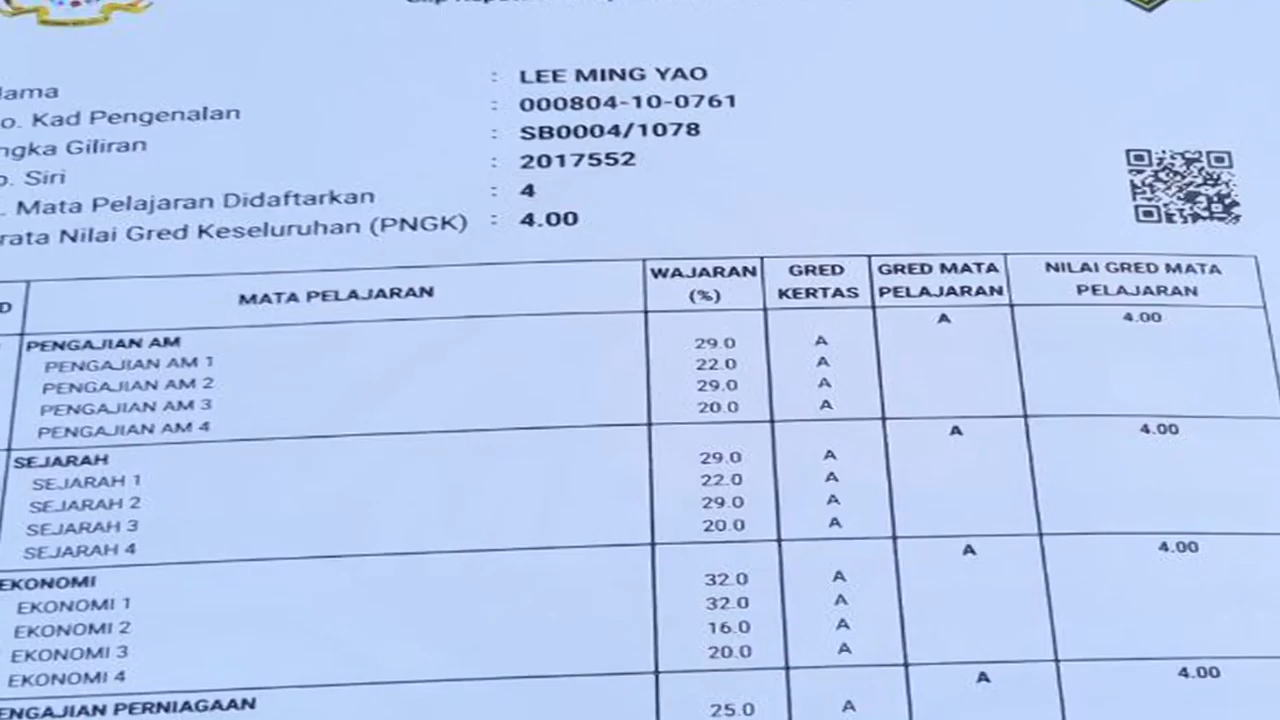 : LEE MING YAO
No. Kad Pengenalan : 000804-10-0761
ngka Giliran : SB0004/1078
o. Siri : 2017552
. Mata Pelajaran Didaftarkan : 4
rata Nilai Gred Keseluruhan (PNGK) : 4.00
D MATA PELAJARAN WAJARAN (%) GRED KERTAS GRED MATA PELAJARAN NILAI GRED MATA PELAJARAN
PENGAJIAN AM A 4.00
PENGAJIAN AM 1 29.0 A
PENGAJIAN AM 2 22.0 A
PENGAJIAN AM 3 29.0 A
PENGAJIAN AM 4 20.0 A
SEJARAH A 4.00
SEJARAH 1 29.0 A
SEJARAH 2 22.0 A
SEJARAH 3 29.0 A
SEJARAH 4 20.0 A
EKONOMI A 4.00
EKONOMI 1 32.0 A
EKONOMI 2 32.0 A
EKONOMI 3 16.0 A
EKONOMI 4 20.0 A
ENGAJIAN PERNIAGAAN A 4.00
25.0 A